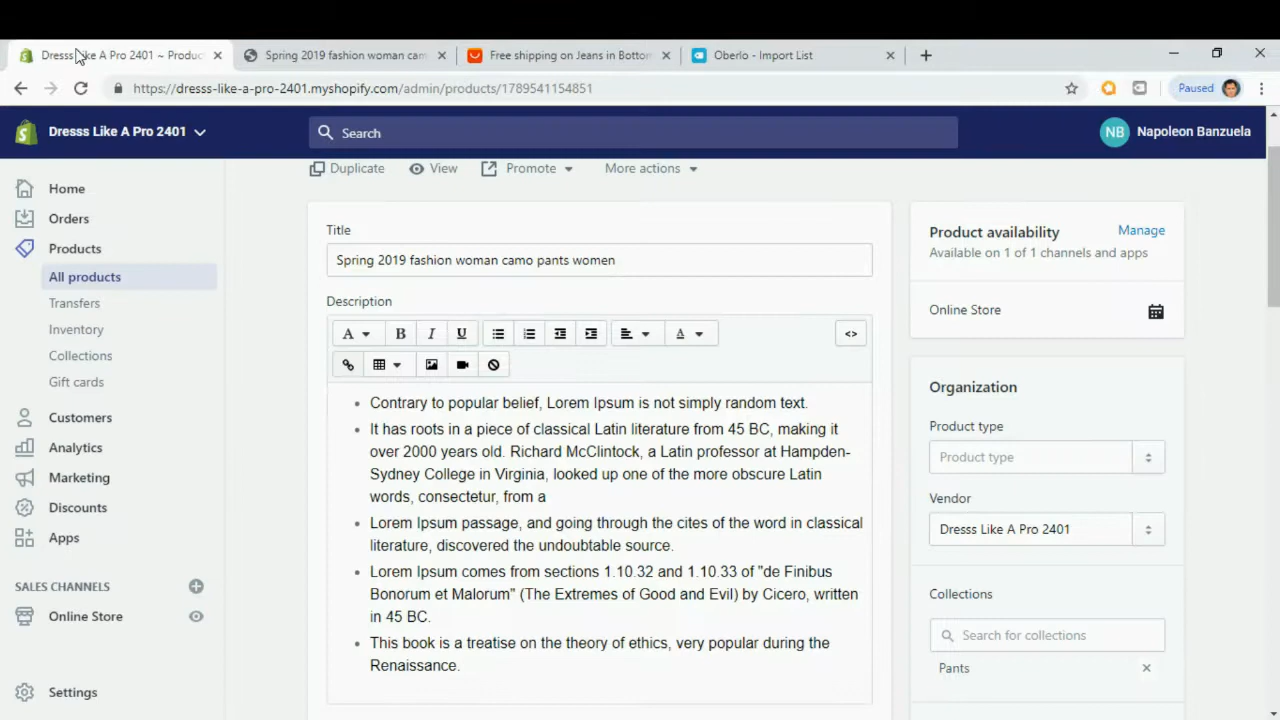 Dresss Like A Pro 2401 ~ Produc
Spring 2019 fashion woman cam
Free shipping on Jeans in Bottom
Oberlo - Import List
https://dresss-like-a-pro-2401.myshopify.com/admin/products/1789541154851
Paused
Dresss Like A Pro 2401
Search
NB
Napoleon Banzuela
Duplicate
View
Promote
More actions
Home
Orders
Products
All products
Transfers
Inventory
Collections
Gift cards
Customers
Analytics
Marketing
Discounts
Apps
SALES CHANNELS
Online Store
Settings
Title
Spring 2019 fashion woman camo pants women
Description
A
B
I
U
A
<>
Contrary to popular belief, Lorem Ipsum is not simply random text.
It has roots in a piece of classical Latin literature from 45 BC, making it
over 2000 years old. Richard McClintock, a Latin professor at Hampden-
Sydney College in Virginia, looked up one of the more obscure Latin
words, consectetur, from a
Lorem Ipsum passage, and going through the cites of the word in classical
literature, discovered the undoubtable source.
Lorem Ipsum comes from sections 1.10.32 and 1.10.33 of "de Finibus
Bonorum et Malorum" (The Extremes of Good and Evil) by Cicero, written
in 45 BC.
This book is a treatise on the theory of ethics, very popular during the
Renaissance.
Product availability
Manage
Available on 1 of 1 channels and apps
Online Store
Organization
Product type
Product type
Vendor
Dresss Like A Pro 2401
Collections
Search for collections
Pants